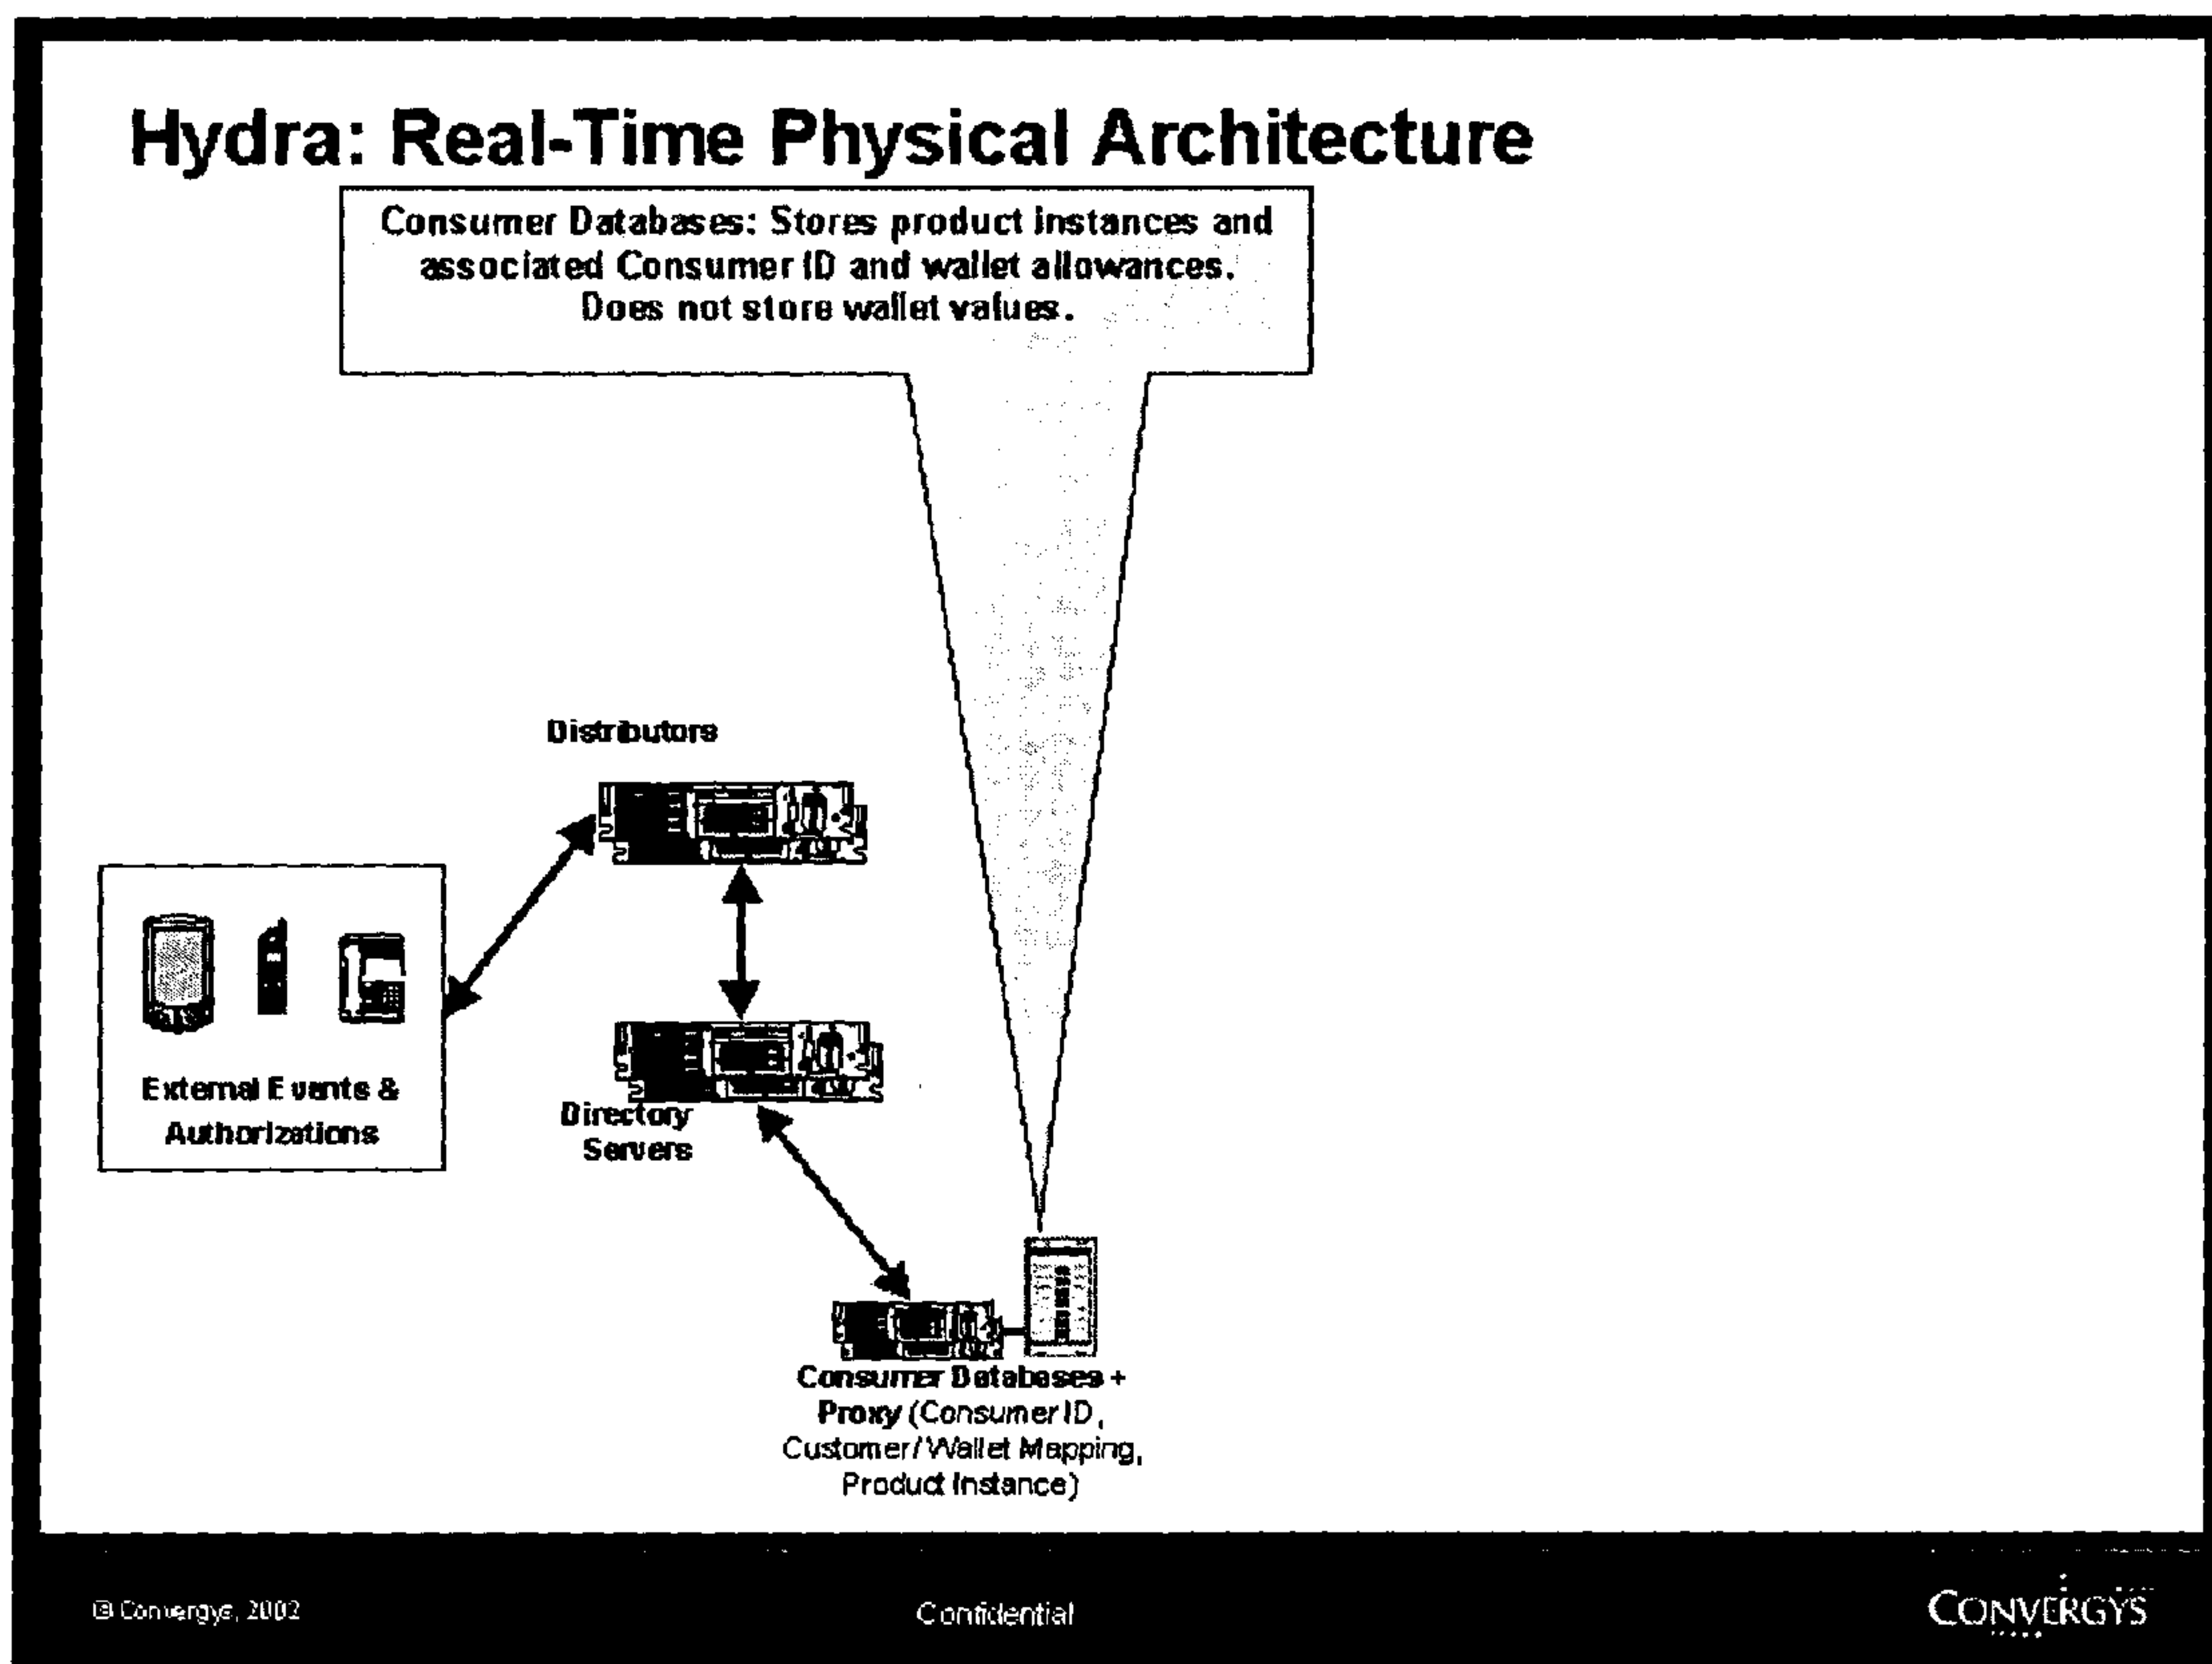 Hydra: Real-Time Physical Architecture
Consumer Databases: Stores product instances and
associated Consumer ID and wallet allowances.
Does not store wallet values.
Distributors
External Events &
Authorizations
Directory
Servers
Consumer Databases +
Proxy (Consumer ID,
Customer/Wallet Mapping,
Product Instance)
© Convergys, 2002
Confidential
CONVERGYS